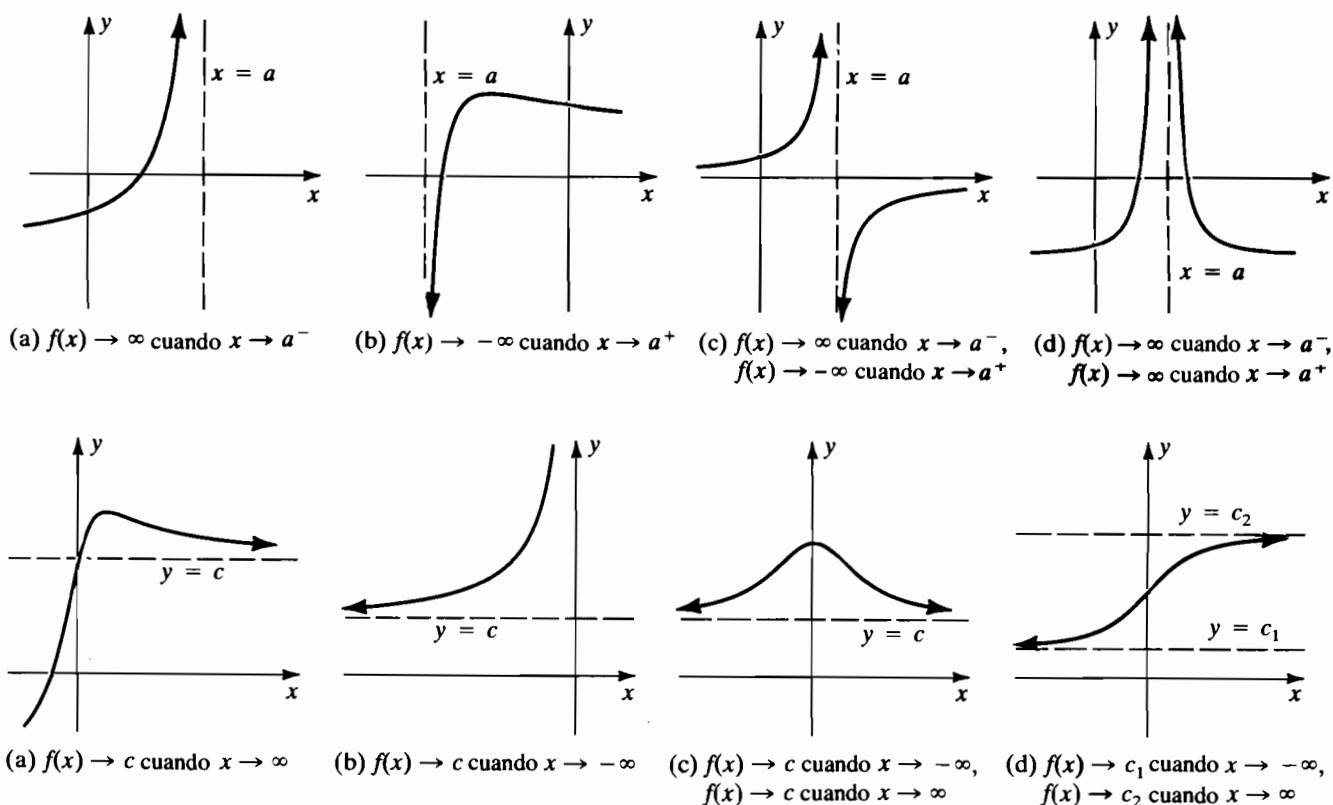 y
x = a
x
(a) f(x) → ∞ cuando x → a⁻
y
x = a
x
(b) f(x) → −∞ cuando x → a⁺
y
x = a
x
(c) f(x) → ∞ cuando x → a⁻,
f(x) → −∞ cuando x → a⁺
y
x
x = a
(d) f(x) → ∞ cuando x → a⁻,
f(x) → ∞ cuando x → a⁺
y
y = c
x
(a) f(x) → c cuando x → ∞
y
y = c
x
(b) f(x) → c cuando x → −∞
y
y = c
x
(c) f(x) → c cuando x → −∞,
f(x) → c cuando x → ∞
y
y = c₂
y = c₁
x
(d) f(x) → c₁ cuando x → −∞,
f(x) → c₂ cuando x → ∞